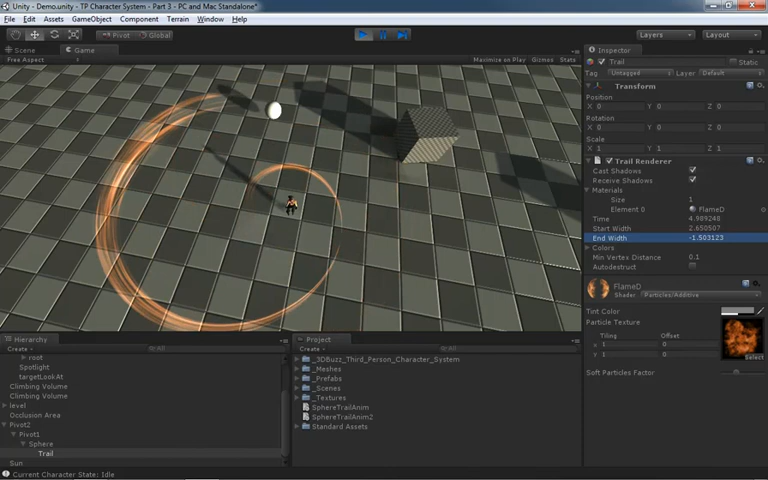 Unity - Demo.unity - TP Character System - Part 3 - PC and Mac Standalone*
File Edit Assets GameObject Component Terrain Window Help
Pivot Global Layers Layout
Scene Game
Free Aspect Maximize on Play Gizmos Stats
Inspector
Trail Static
Tag Untagged Layer Default
Transform
Position
X 0 Y 0 Z 0
Rotation
X 0 Y 0 Z 0
Scale
X 1 Y 1 Z 1
Trail Renderer
Cast Shadows
Receive Shadows
Materials
Size 1
Element 0 FlameD
Time 4.989248
Start Width 2.650507
End Width -1.503123
Colors
Min Vertex Distance 0.1
Autodestruct
FlameD
Shader Particles/Additive
Tint Color
Particle Texture
Tiling Offset
x 1 0
y 1 0
Select
Soft Particles Factor
Hierarchy
Create All
root
Spotlight
targetLookAt
Climbing Volume
Climbing Volume
level
Occlusion Area
Pivot2
Pivot1
Sphere
Trail
Sun
Project
Create All
_3DBuzz_Third_Person_Character_System
_Meshes
_Prefabs
_Scenes
_Textures
SphereTrailAnim
SphereTrailAnim2
Standard Assets
Current Character State: Idle